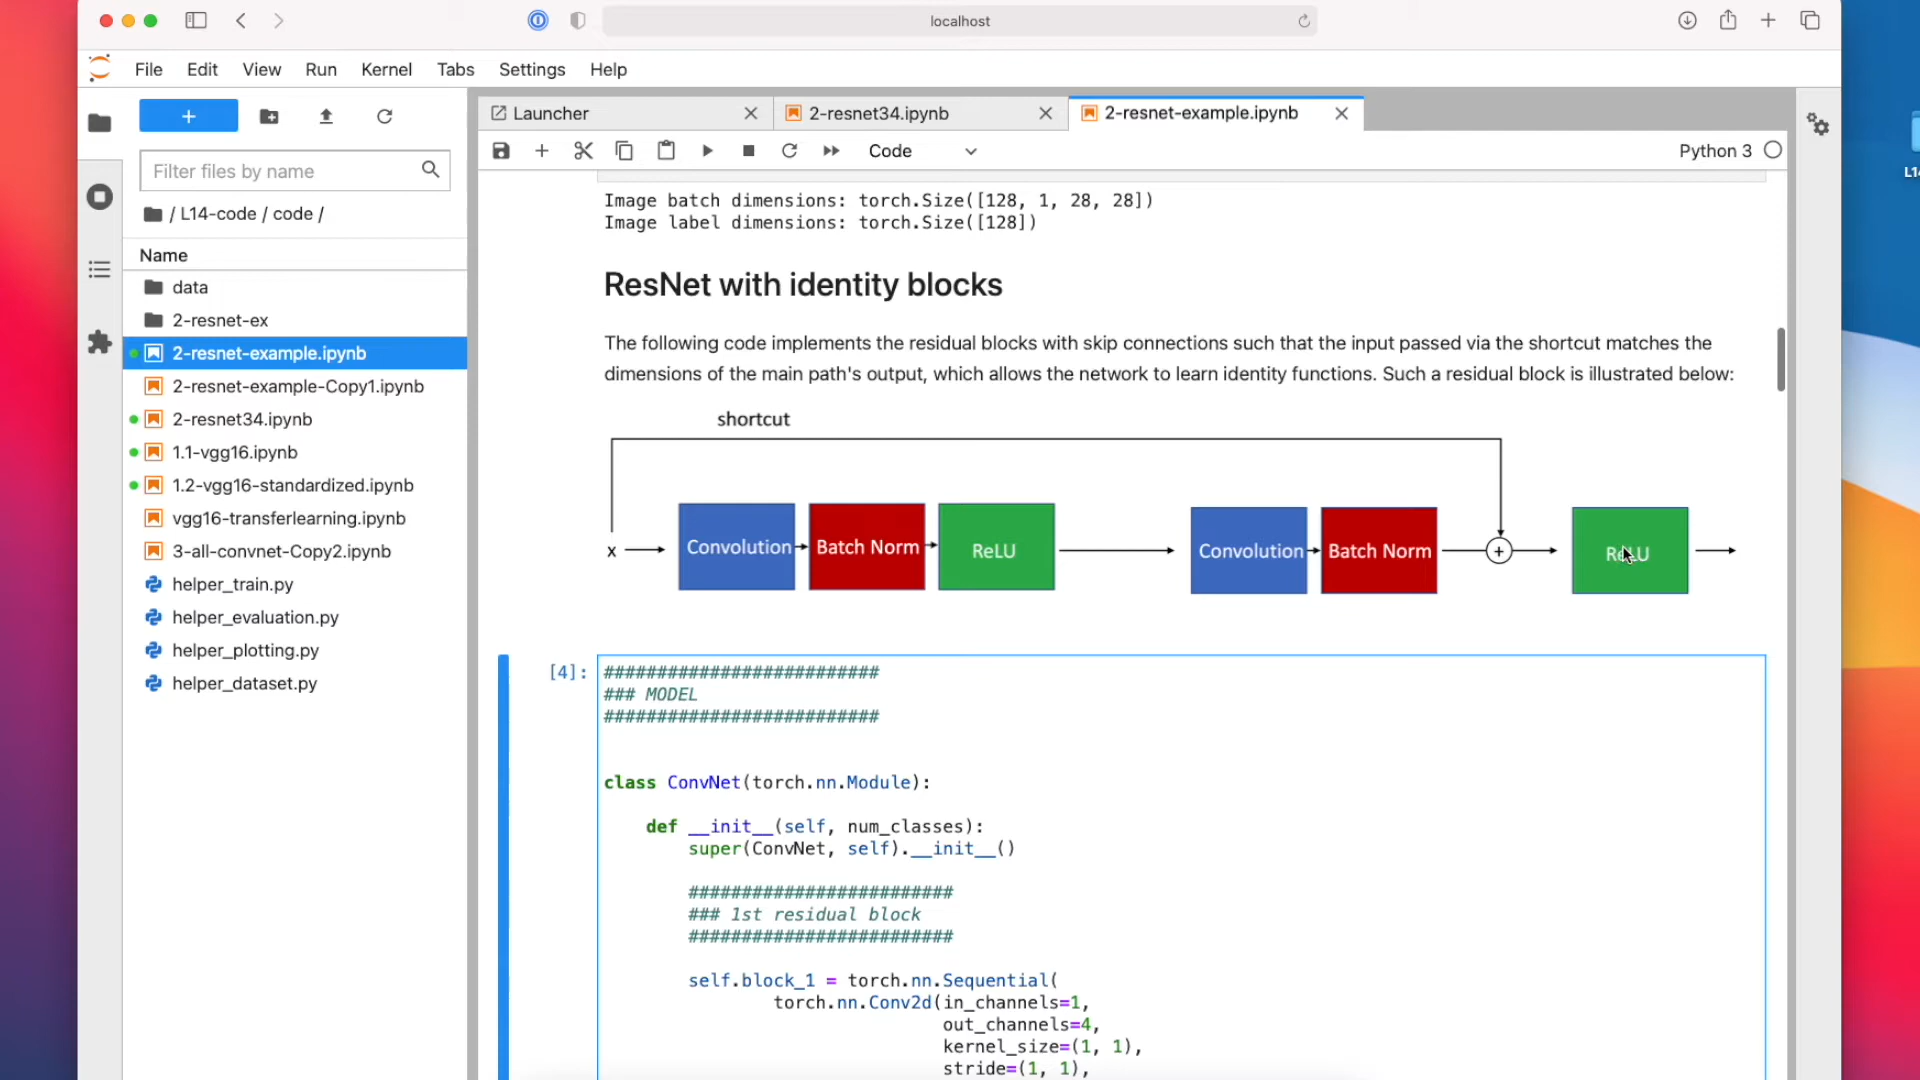 localhost
File Edit View Run Kernel Tabs Settings Help
Launcher
2-resnet34.ipynb
2-resnet-example.ipynb
Code
Python 3
Filter files by name
/ L14-code / code /
Name
data
2-resnet-ex
2-resnet-example.ipynb
2-resnet-example-Copy1.ipynb
2-resnet34.ipynb
1.1-vgg16.ipynb
1.2-vgg16-standardized.ipynb
vgg16-transferlearning.ipynb
3-all-convnet-Copy2.ipynb
helper_train.py
helper_evaluation.py
helper_plotting.py
helper_dataset.py
Image batch dimensions: torch.Size([128, 1, 28, 28])
Image label dimensions: torch.Size([128])
ResNet with identity blocks
The following code implements the residual blocks with skip connections such that the input passed via the shortcut matches the
dimensions of the main path's output, which allows the network to learn identity functions. Such a residual block is illustrated below:
shortcut
x Convolution Batch Norm ReLU Convolution Batch Norm + ReLU
[4]:
#########################
### MODEL
#########################
class ConvNet(torch.nn.Module):
def __init__(self, num_classes):
super(ConvNet, self).__init__()
#########################
### 1st residual block
#########################
self.block_1 = torch.nn.Sequential(
torch.nn.Conv2d(in_channels=1,
out_channels=4,
kernel_size=(1, 1),
stride=(1, 1),